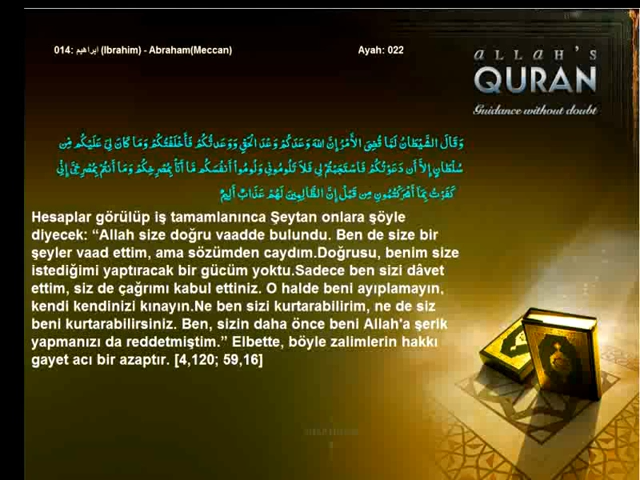 014: ابراهيم (Ibrahim) - Abraham(Meccan) Ayah: 022
ALLAH'S
QURAN
Guidance without doubt
وَقَالَ الشَّيْطَانُ لَمَّا قُضِيَ الأَمْرُ إِنَّ اللّهَ وَعَدَكُمْ وَعْدَ الْحَقِّ وَوَعَدتُّكُمْ فَأَخْلَفْتُكُمْ وَمَا كَانَ لِيَ عَلَيْكُم مِّن
سُلْطَانٍ إِلاَّ أَن دَعَوْتُكُمْ فَاسْتَجَبْتُمْ لِي فَلاَ تَلُومُونِي وَلُومُواْ أَنفُسَكُم مَّا أَنَاْ بِمُصْرِخِكُمْ وَمَا أَنتُمْ بِمُصْرِخِيَّ إِنِّي
كَفَرْتُ بِمَا أَشْرَكْتُمُونِ مِن قَبْلُ إِنَّ الظَّالِمِينَ لَهُمْ عَذَابٌ أَلِيمٌ
Hesaplar görülüp iş tamamlanınca Şeytan onlara şöyle
diyecek: “Allah size doğru vaadde bulundu. Ben de size bir
şeyler vaad ettim, ama sözümden caydım.Doğrusu, benim size
istediğimi yaptıracak bir gücüm yoktu.Sadece ben sizi dâvet
ettim, siz de çağrımı kabul ettiniz. O halde beni ayıplamayın,
kendi kendinizi kınayın.Ne ben sizi kurtarabilirim, ne de siz
beni kurtarabilirsiniz. Ben, sizin daha önce beni Allah'a şerik
yapmanızı da reddetmiştim.” Elbette, böyle zalimlerin hakkı
gayet acı bir azaptır. [4,120; 59,16]